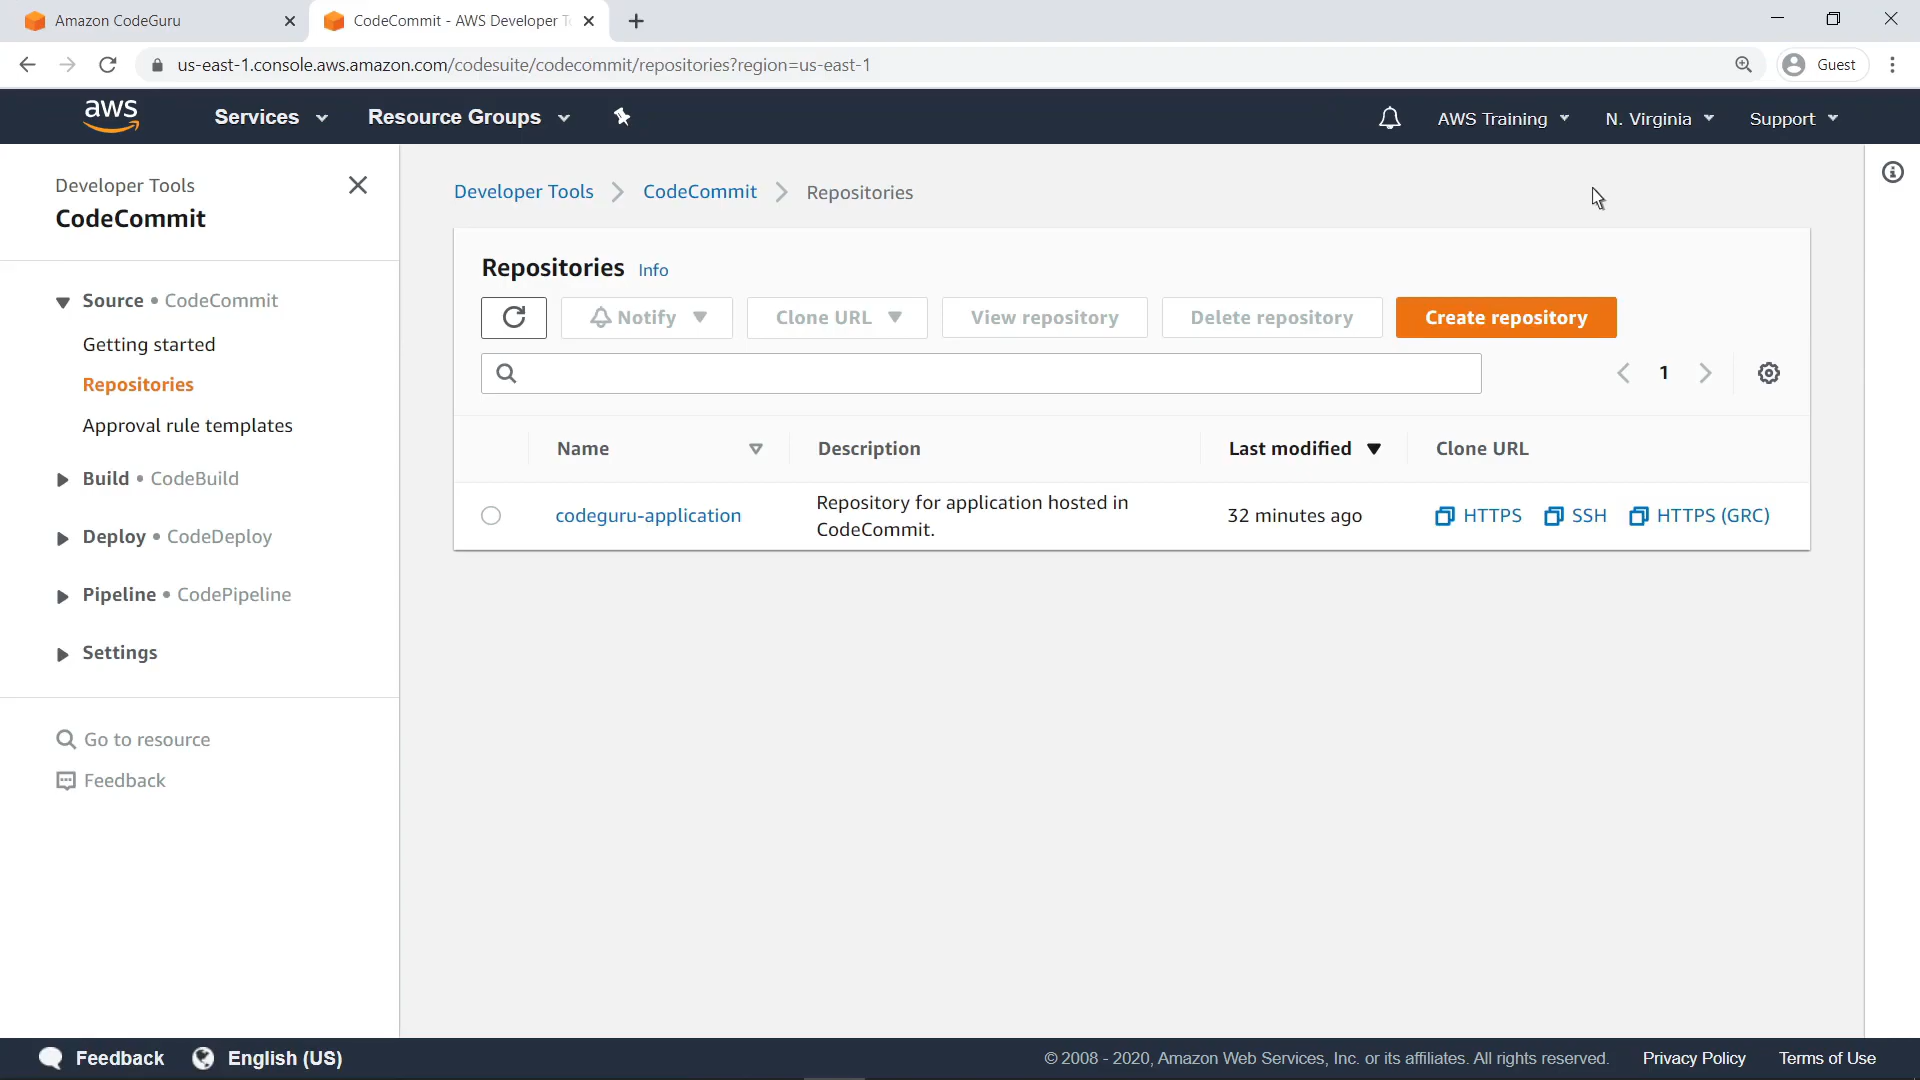 Amazon CodeGuru
CodeCommit - AWS Developer T
us-east-1.console.aws.amazon.com/codesuite/codecommit/repositories?region=us-east-1
Guest
aws
Services
Resource Groups
AWS Training
N. Virginia
Support
Developer Tools
CodeCommit
Source • CodeCommit
Getting started
Repositories
Approval rule templates
Build • CodeBuild
Deploy • CodeDeploy
Pipeline • CodePipeline
Settings
Go to resource
Feedback
Developer Tools
CodeCommit
Repositories
Repositories Info
Notify
Clone URL
View repository
Delete repository
Create repository
1
Name
Description
Last modified
Clone URL
codeguru-application
Repository for application hosted in
CodeCommit.
32 minutes ago
HTTPS
SSH
HTTPS (GRC)
Feedback
English (US)
© 2008 - 2020, Amazon Web Services, Inc. or its affiliates. All rights reserved.
Privacy Policy
Terms of Use